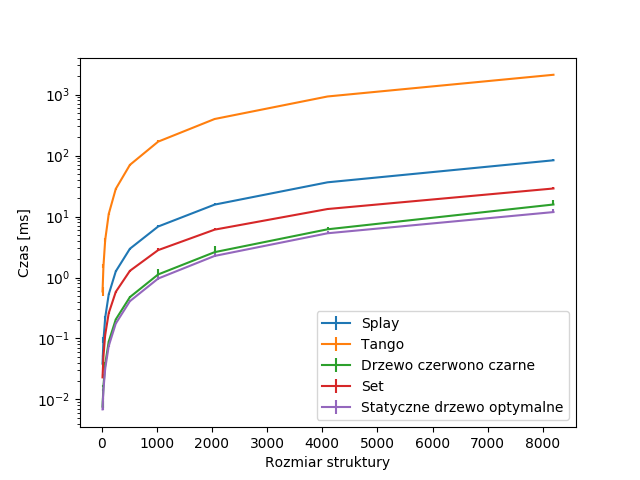 Czas [ms]
10³
10²
10¹
10⁰
10⁻¹
10⁻²
Splay
Tango
Drzewo czerwono czarne
Set
Statyczne drzewo optymalne
0 1000 2000 3000 4000 5000 6000 7000 8000
Rozmiar struktury